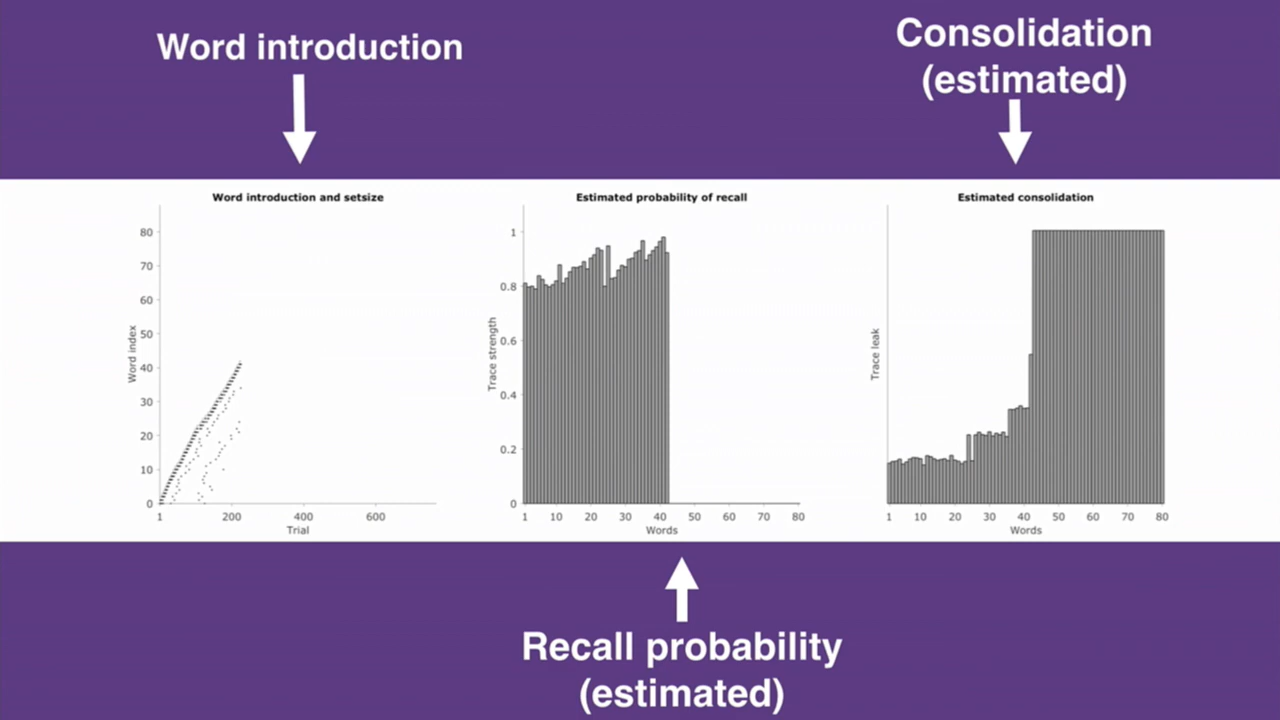 Word introduction
Consolidation
(estimated)
Word introduction and setsize
Word index
80
70
60
50
40
30
20
10
0
1 200 400 600
Trial
Estimated probability of recall
Trace strength
1
0.8
0.6
0.4
0.2
0
1 10 20 30 40 50 60 70 80
Words
Estimated consolidation
Trace leak
1 10 20 30 40 50 60 70 80
Words
Recall probability
(estimated)